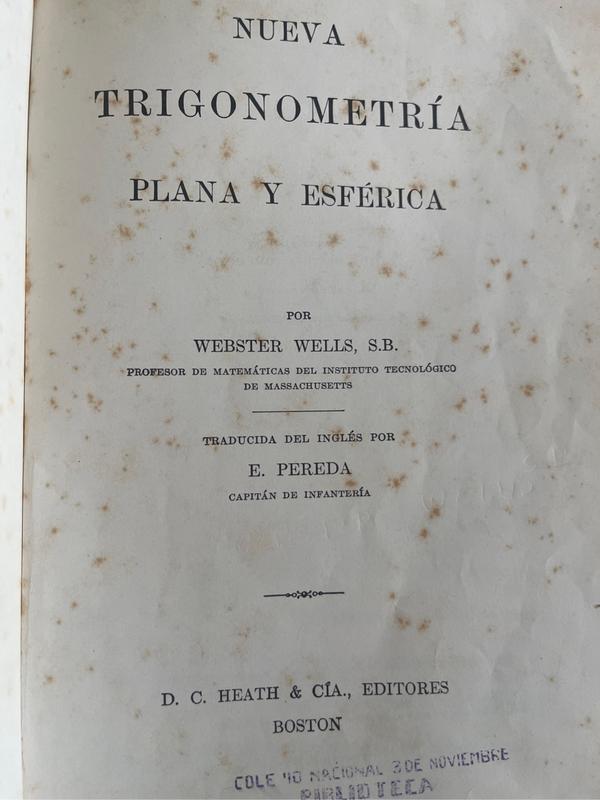 NUEVA
TRIGONOMETRÍA
PLANA Y ESFÉRICA
POR
WEBSTER WELLS, S.B.
PROFESOR DE MATEMÁTICAS DEL INSTITUTO TECNOLÓGICO
DE MASSACHUSETTS
TRADUCIDA DEL INGLÉS POR
E. PEREDA
CAPITÁN DE INFANTERÍA
D. C. HEATH & CÍA., EDITORES
BOSTON
NACIONAL 3 DE NOVIEMBRE
BIBLIOTECA